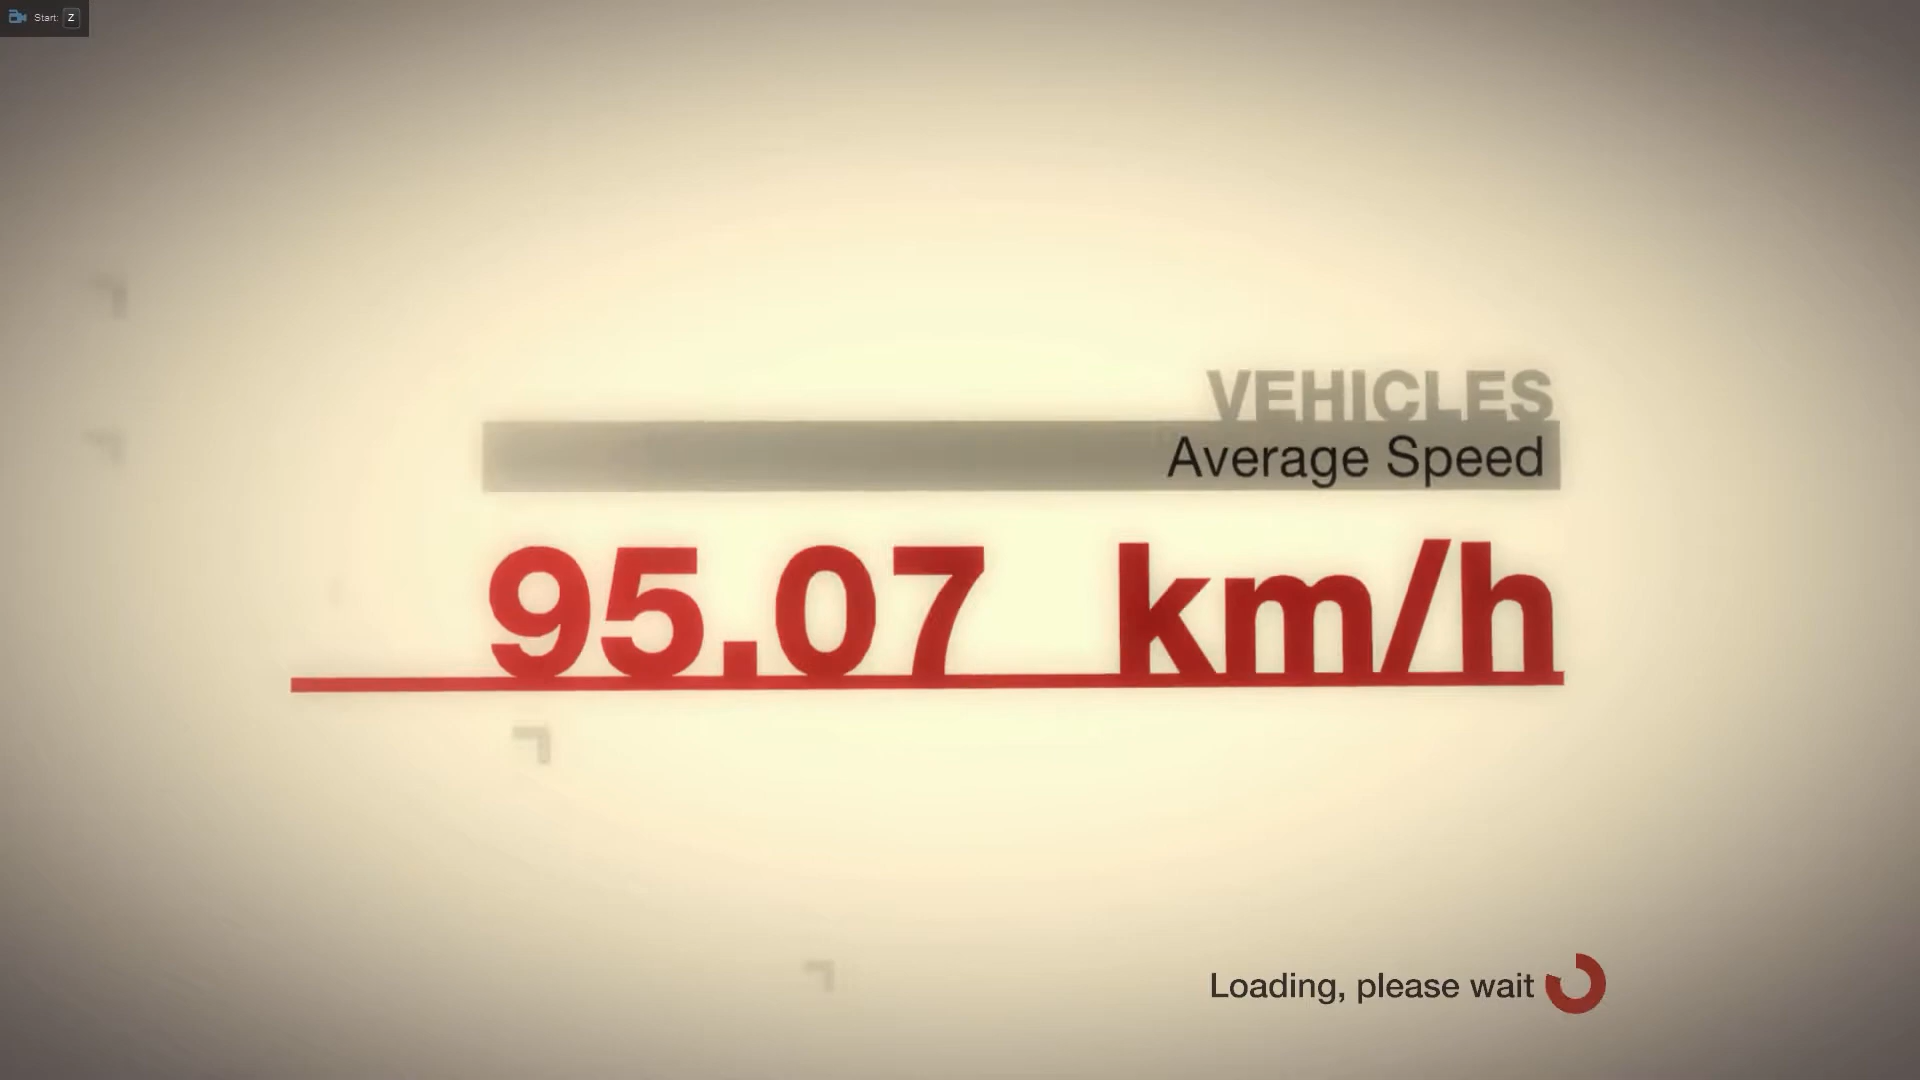 Start: Z
VEHICLES
Average Speed
95.07 km/h
Loading, please wait